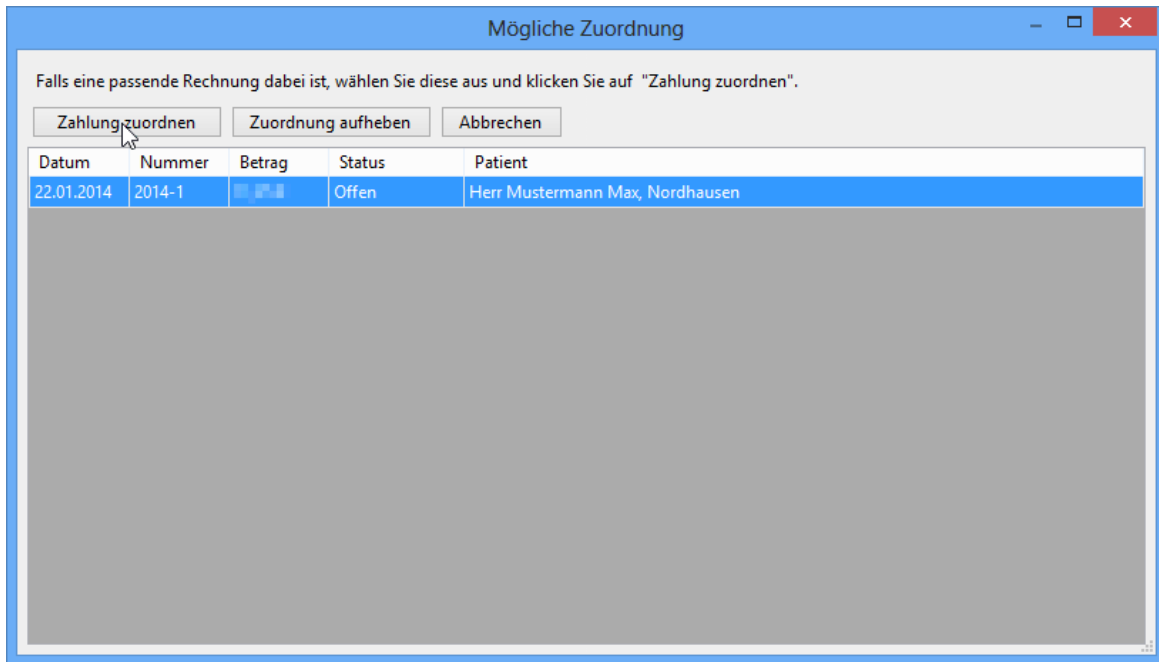 Mögliche Zuordnung
Falls eine passende Rechnung dabei ist, wählen Sie diese aus und klicken Sie auf "Zahlung zuordnen".
Zahlung zuordnen Zuordnung aufheben Abbrechen
Datum Nummer Betrag Status Patient
22.01.2014 2014-1 Offen Herr Mustermann Max, Nordhausen